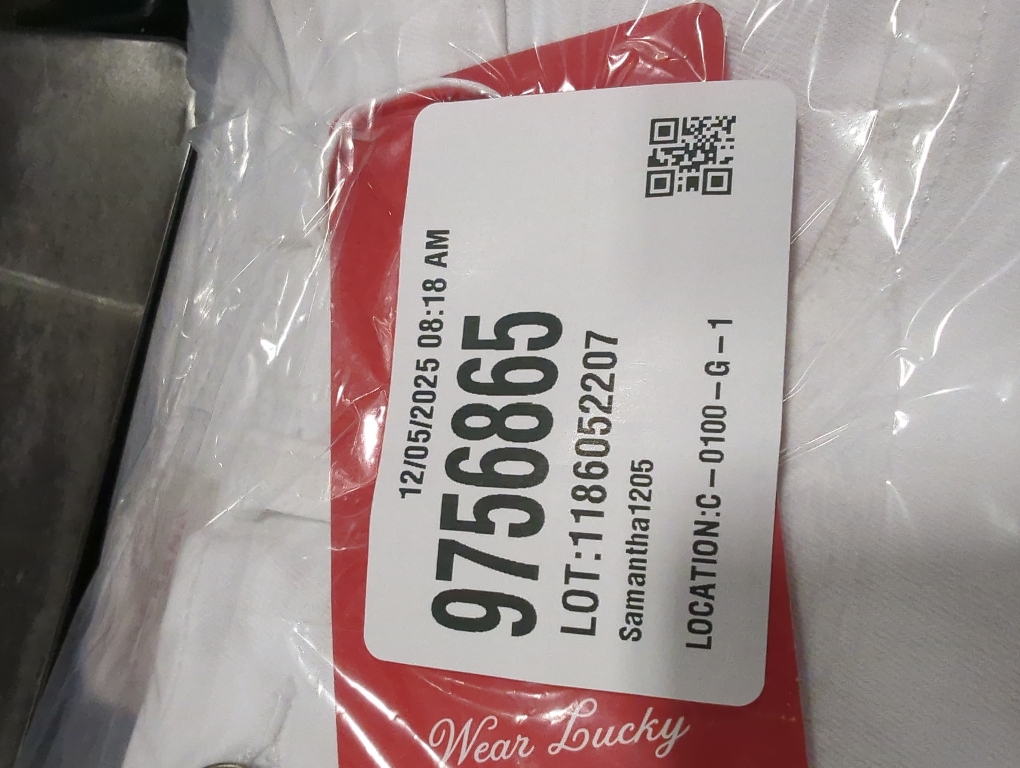 12/05/2025 08:18 AM
9756865
LOT:1186052207
Samantha1205
LOCATION:C-0100-G-1
Wear Lucky